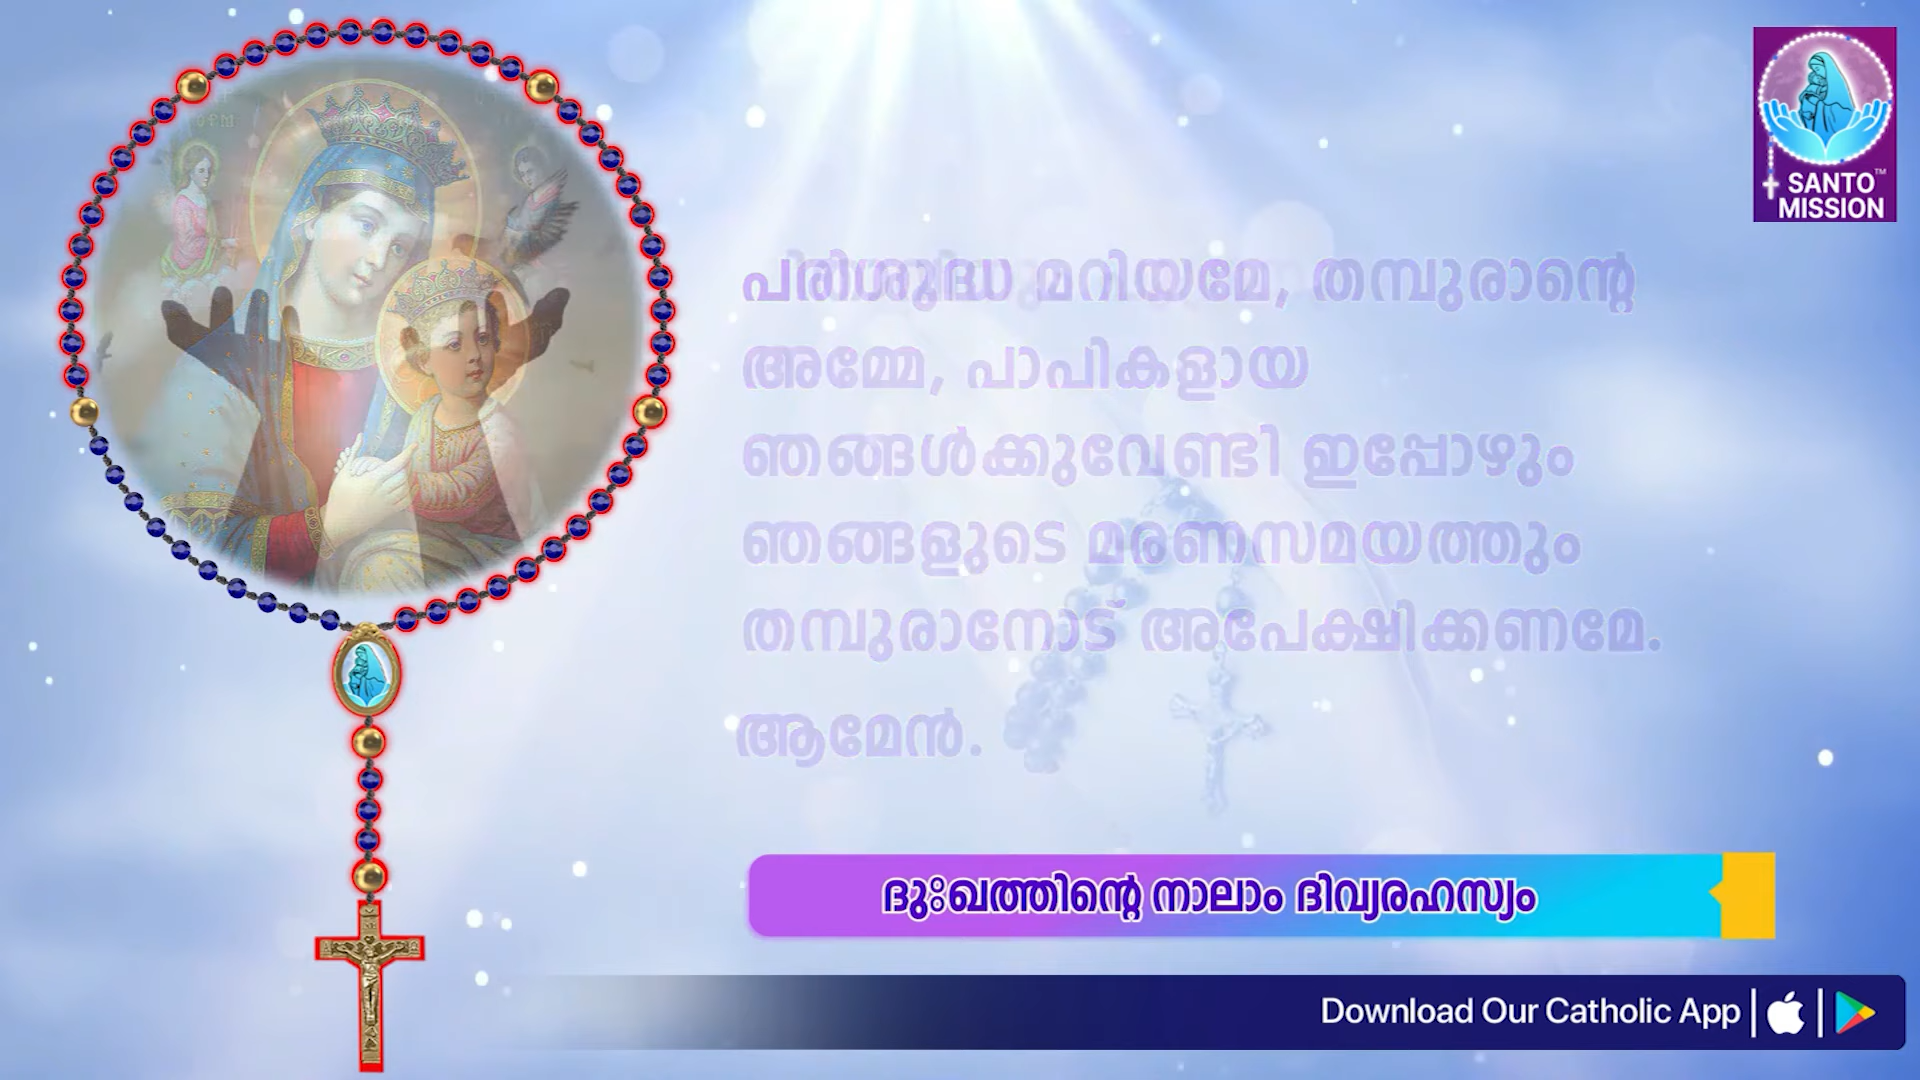 SANTO™
MISSION
പരിശുദ്ധ മറിയമേ, തമ്പുരാന്റെ
അമ്മേ, പാപികളായ
ഞങ്ങൾക്കുവേണ്ടി ഇപ്പോഴും
ഞങ്ങളുടെ മരണസമയത്തും
തമ്പുരാനോട് അപേക്ഷിക്കണമേ.
ആമേൻ.
ദുഃഖത്തിന്റെ നാലാം ദിവ്യരഹസ്യം
Download Our Catholic App